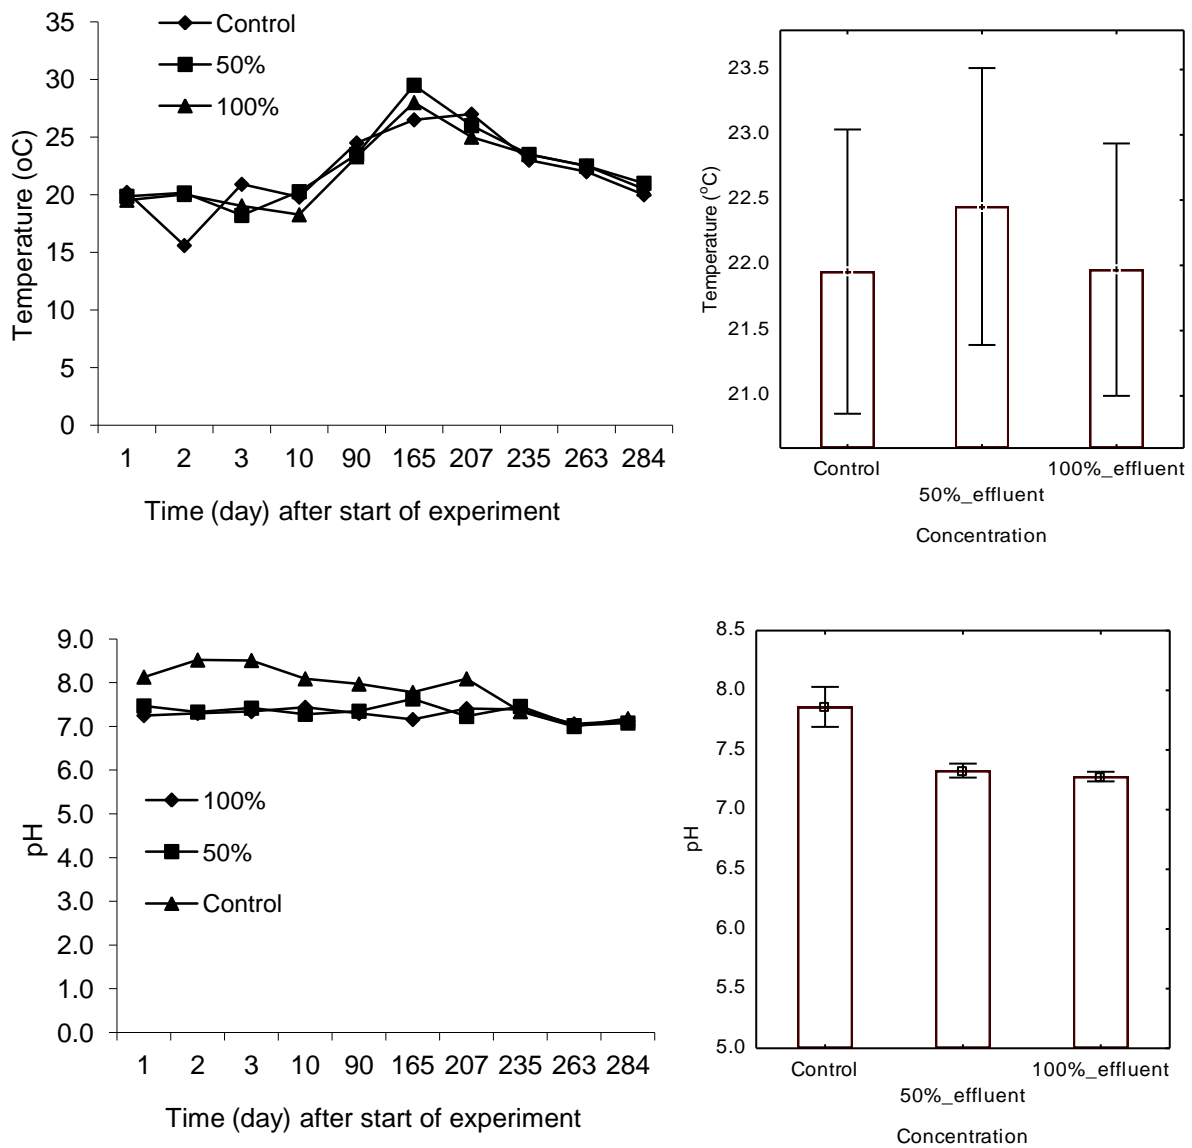 35
30
25
20
15
10
5
0
Temperature (oC)
Control
50%
100%
1 2 3 10 90 165 207 235 263 284
Time (day) after start of experiment
23.5
23.0
22.5
22.0
21.5
21.0
Temperature (°C)
Control 100%_effluent
50%_effluent
Concentration
9.0
8.0
7.0
6.0
5.0
4.0
3.0
2.0
1.0
0.0
pH
100%
50%
Control
1 2 3 10 90 165 207 235 263 284
Time (day) after start of experiment
8.5
8.0
7.5
7.0
6.5
6.0
5.5
5.0
pH
Control 100%_effluent
50%_effluent
Concentration